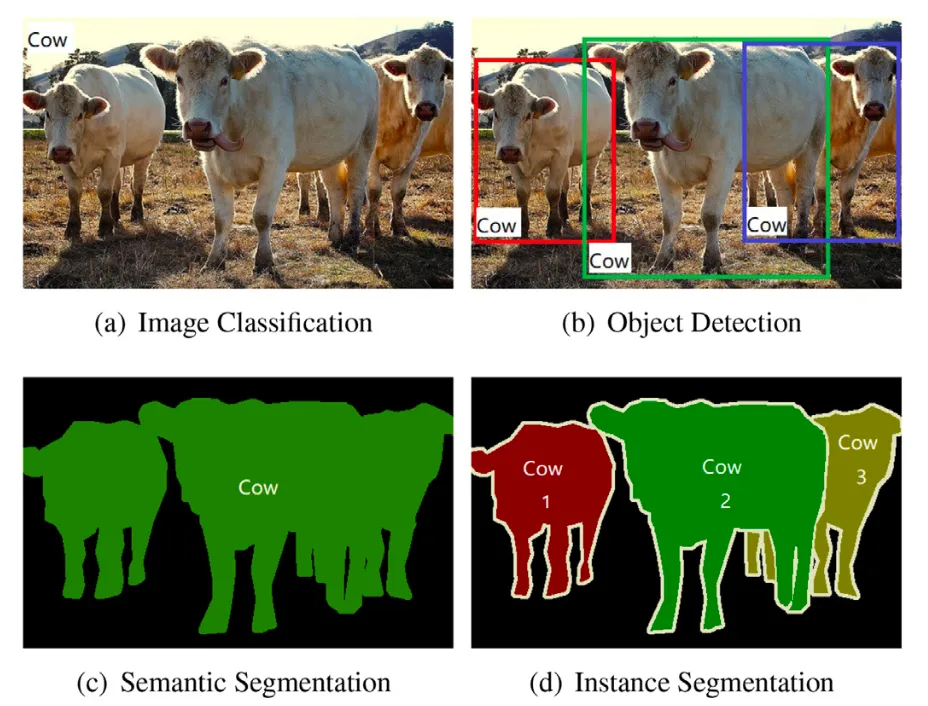 Cow
Cow
Cow
Cow
(a) Image Classification
(b) Object Detection
Cow
Cow
1
Cow
2
Cow
3
(c) Semantic Segmentation
(d) Instance Segmentation